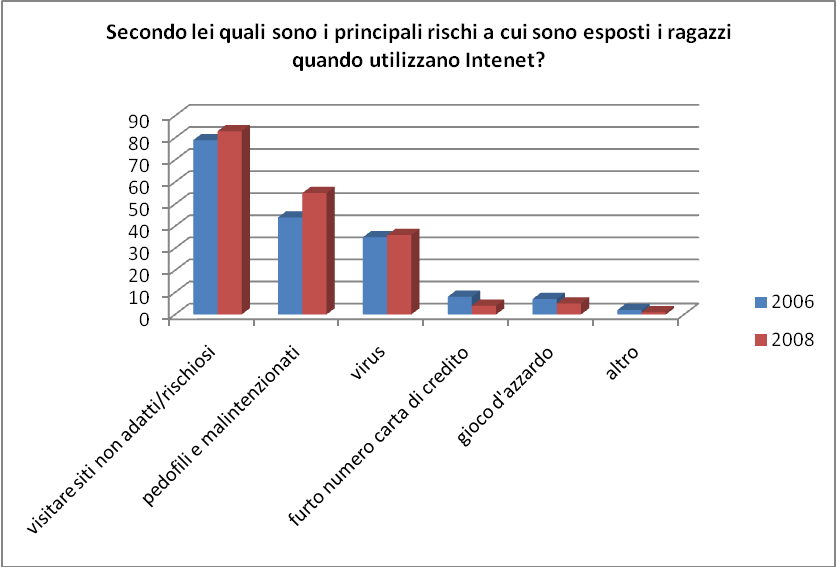 Secondo lei quali sono i principali rischi a cui sono esposti i ragazzi
quando utilizzano Intenet?
90
80
70
60
50
40
30
20
10
0
visitare siti non adatti/rischiosi
pedofili e malintenzionati
virus
furto numero carta di credito
gioco d'azzardo
altro
2006
2008